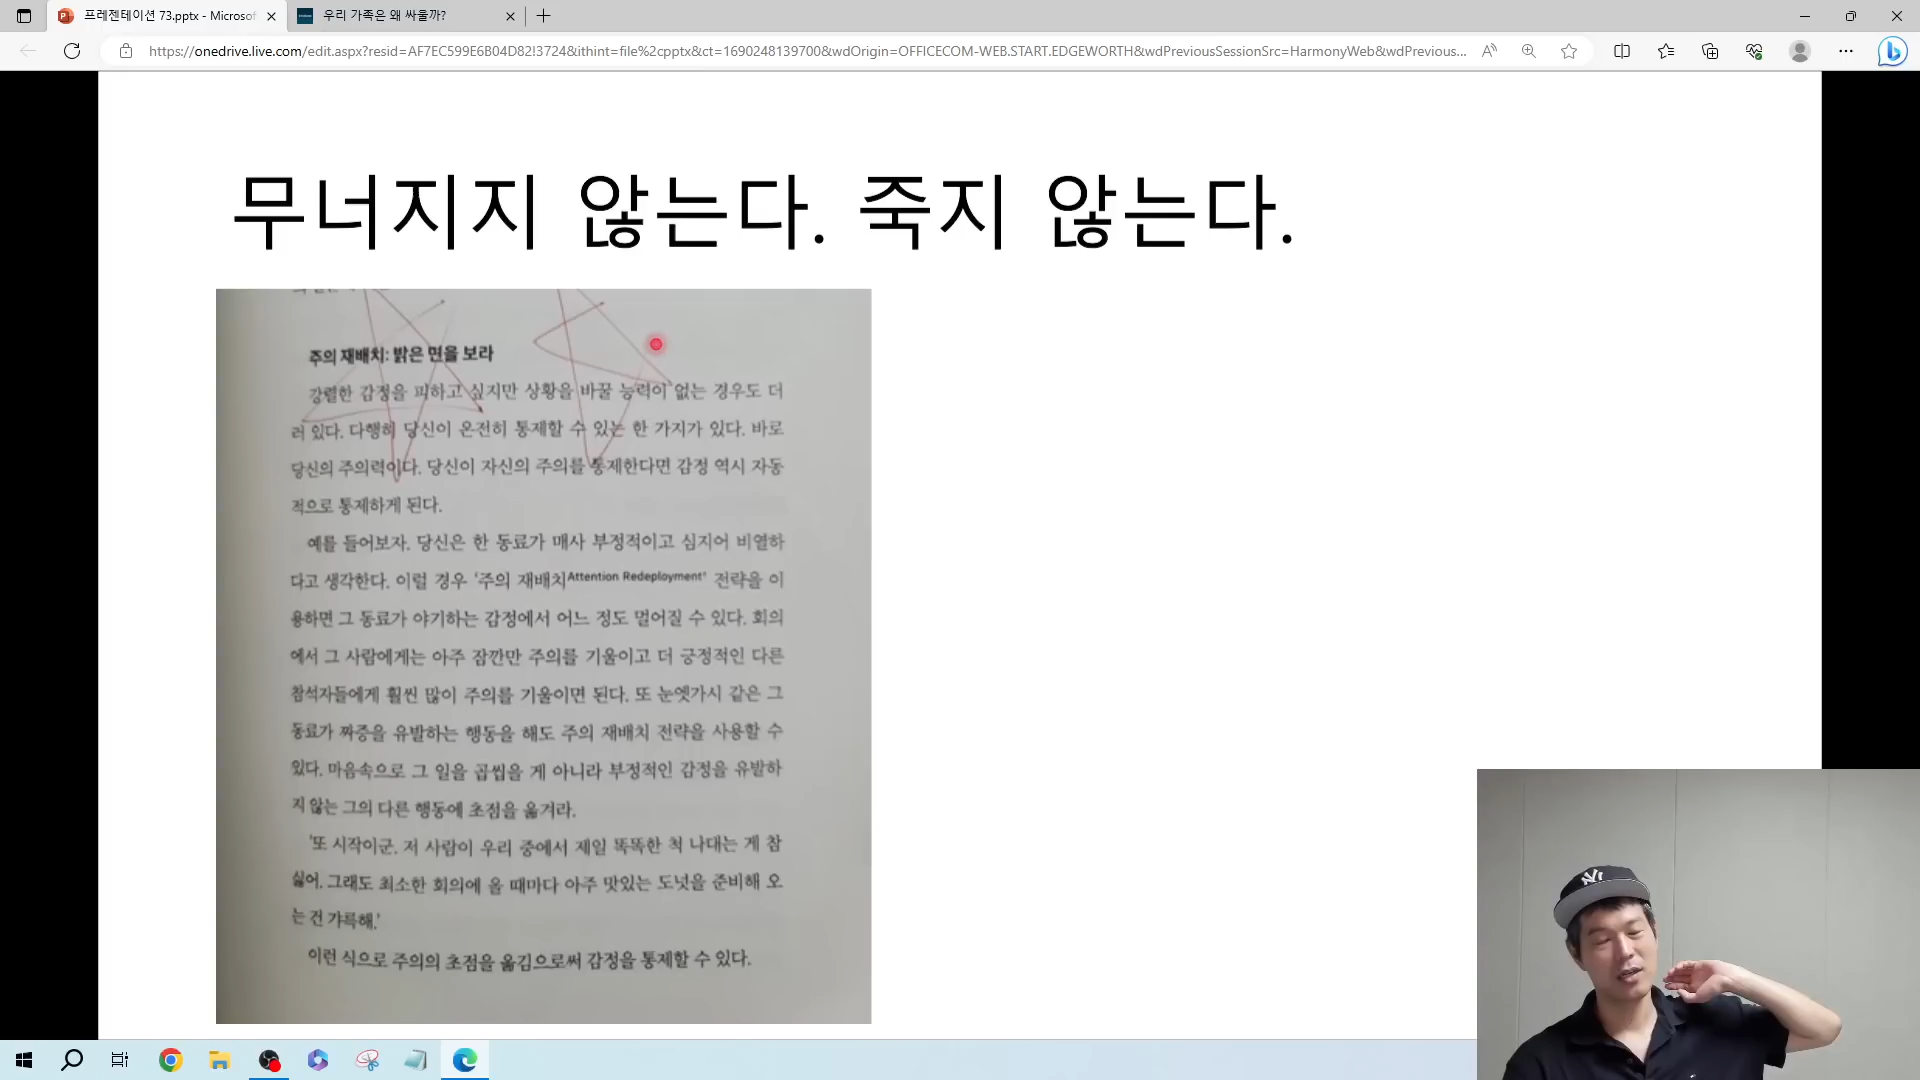 프레젠테이션 73.pptx - Microsof
우리 가족은 왜 싸울까?
https://onedrive.live.com/edit.aspx?resid=AF7EC599E6B04D82!3724&ithint=file%2cpptx&ct=1690248139700&wdOrigin=OFFICECOM-WEB.START.EDGEWORTH&wdPreviousSessionSrc=HarmonyWeb&wdPrevious...
무너지지 않는다. 죽지 않는다.
주의 재배치: 밝은 면을 보라
강렬한 감정을 피하고 싶지만 상황을 바꿀 능력이 없는 경우도 더
러 있다. 다행히 당신이 온전히 통제할 수 있는 한 가지가 있다. 바로
당신의 주의력이다. 당신이 자신의 주의를 통제한다면 감정 역시 자동
적으로 통제하게 된다.
예를 들어보자. 당신은 한 동료가 매사 부정적이고 심지어 비열하
다고 생각한다. 이럴 경우 '주의 재배치Attention Redeployment' 전략을 이
용하면 그 동료가 야기하는 감정에서 어느 정도 멀어질 수 있다. 회의
에서 그 사람에게는 아주 잠깐만 주의를 기울이고 더 긍정적인 다른
참석자들에게 훨씬 많이 주의를 기울이면 된다. 또 눈엣가시 같은 그
동료가 짜증을 유발하는 행동을 해도 주의 재배치 전략을 사용할 수
있다. 마음속으로 그 일을 곱씹을 게 아니라 부정적인 감정을 유발하
지 않는 그의 다른 행동에 초점을 옮겨라.
'또 시작이군. 저 사람이 우리 중에서 제일 똑똑한 척 나대는 게 참
싫어. 그래도 최소한 회의에 올 때마다 아주 맛있는 도넛을 준비해 오
는 건 갸륵해.'
이런 식으로 주의의 초점을 옮김으로써 감정을 통제할 수 있다.
NY